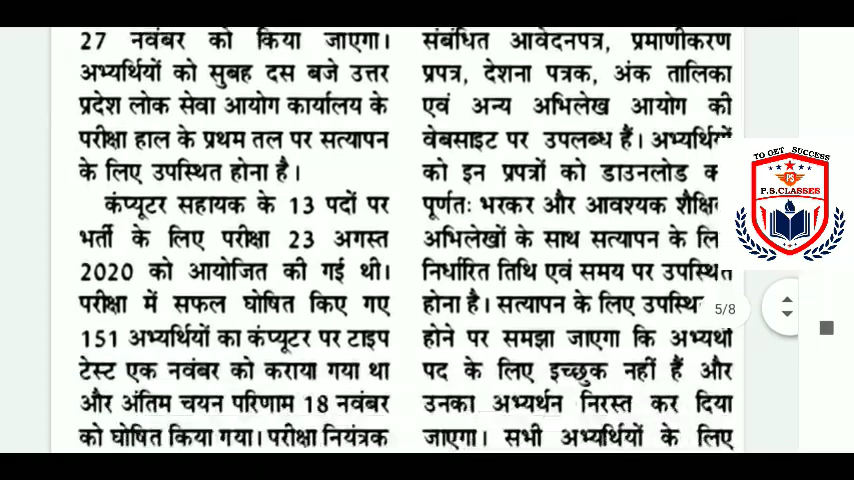 27 नवंबर को किया जाएगा।
अभ्यर्थियों को सुबह दस बजे उत्तर
प्रदेश लोक सेवा आयोग कार्यालय के
परीक्षा हाल के प्रथम तल पर सत्यापन
के लिए उपस्थित होना है।
कंप्यूटर सहायक के 13 पदों पर
भर्ती के लिए परीक्षा 23 अगस्त
2020 को आयोजित की गई थी।
परीक्षा में सफल घोषित किए गए
151 अभ्यर्थियों का कंप्यूटर पर टाइप
टेस्ट एक नवंबर को कराया गया था
और अंतिम चयन परिणाम 18 नवंबर
को घोषित किया गया। परीक्षा नियंत्रक
संबंधित आवेदनपत्र, प्रमाणीकरण
प्रपत्र, देशना पत्रक, अंक तालिका
एवं अन्य अभिलेख आयोग की
वेबसाइट पर उपलब्ध हैं।
को इन प्रपत्रों को डाउनलोड
पूर्णतः भरकर और आवश्यक
अभिलेखों के साथ सत्यापन के
निर्धारित तिथि एवं समय पर उपस्थित
होना है। सत्यापन के लिए
होने पर समझा जाएगा कि
पद के लिए इच्छुक नहीं हैं और
उनका अभ्यर्थन निरस्त कर दिया
जाएगा। सभी अभ्यर्थियों के लिए
TO GET SUCCESS
PS
P.S.CLASSES
5/8